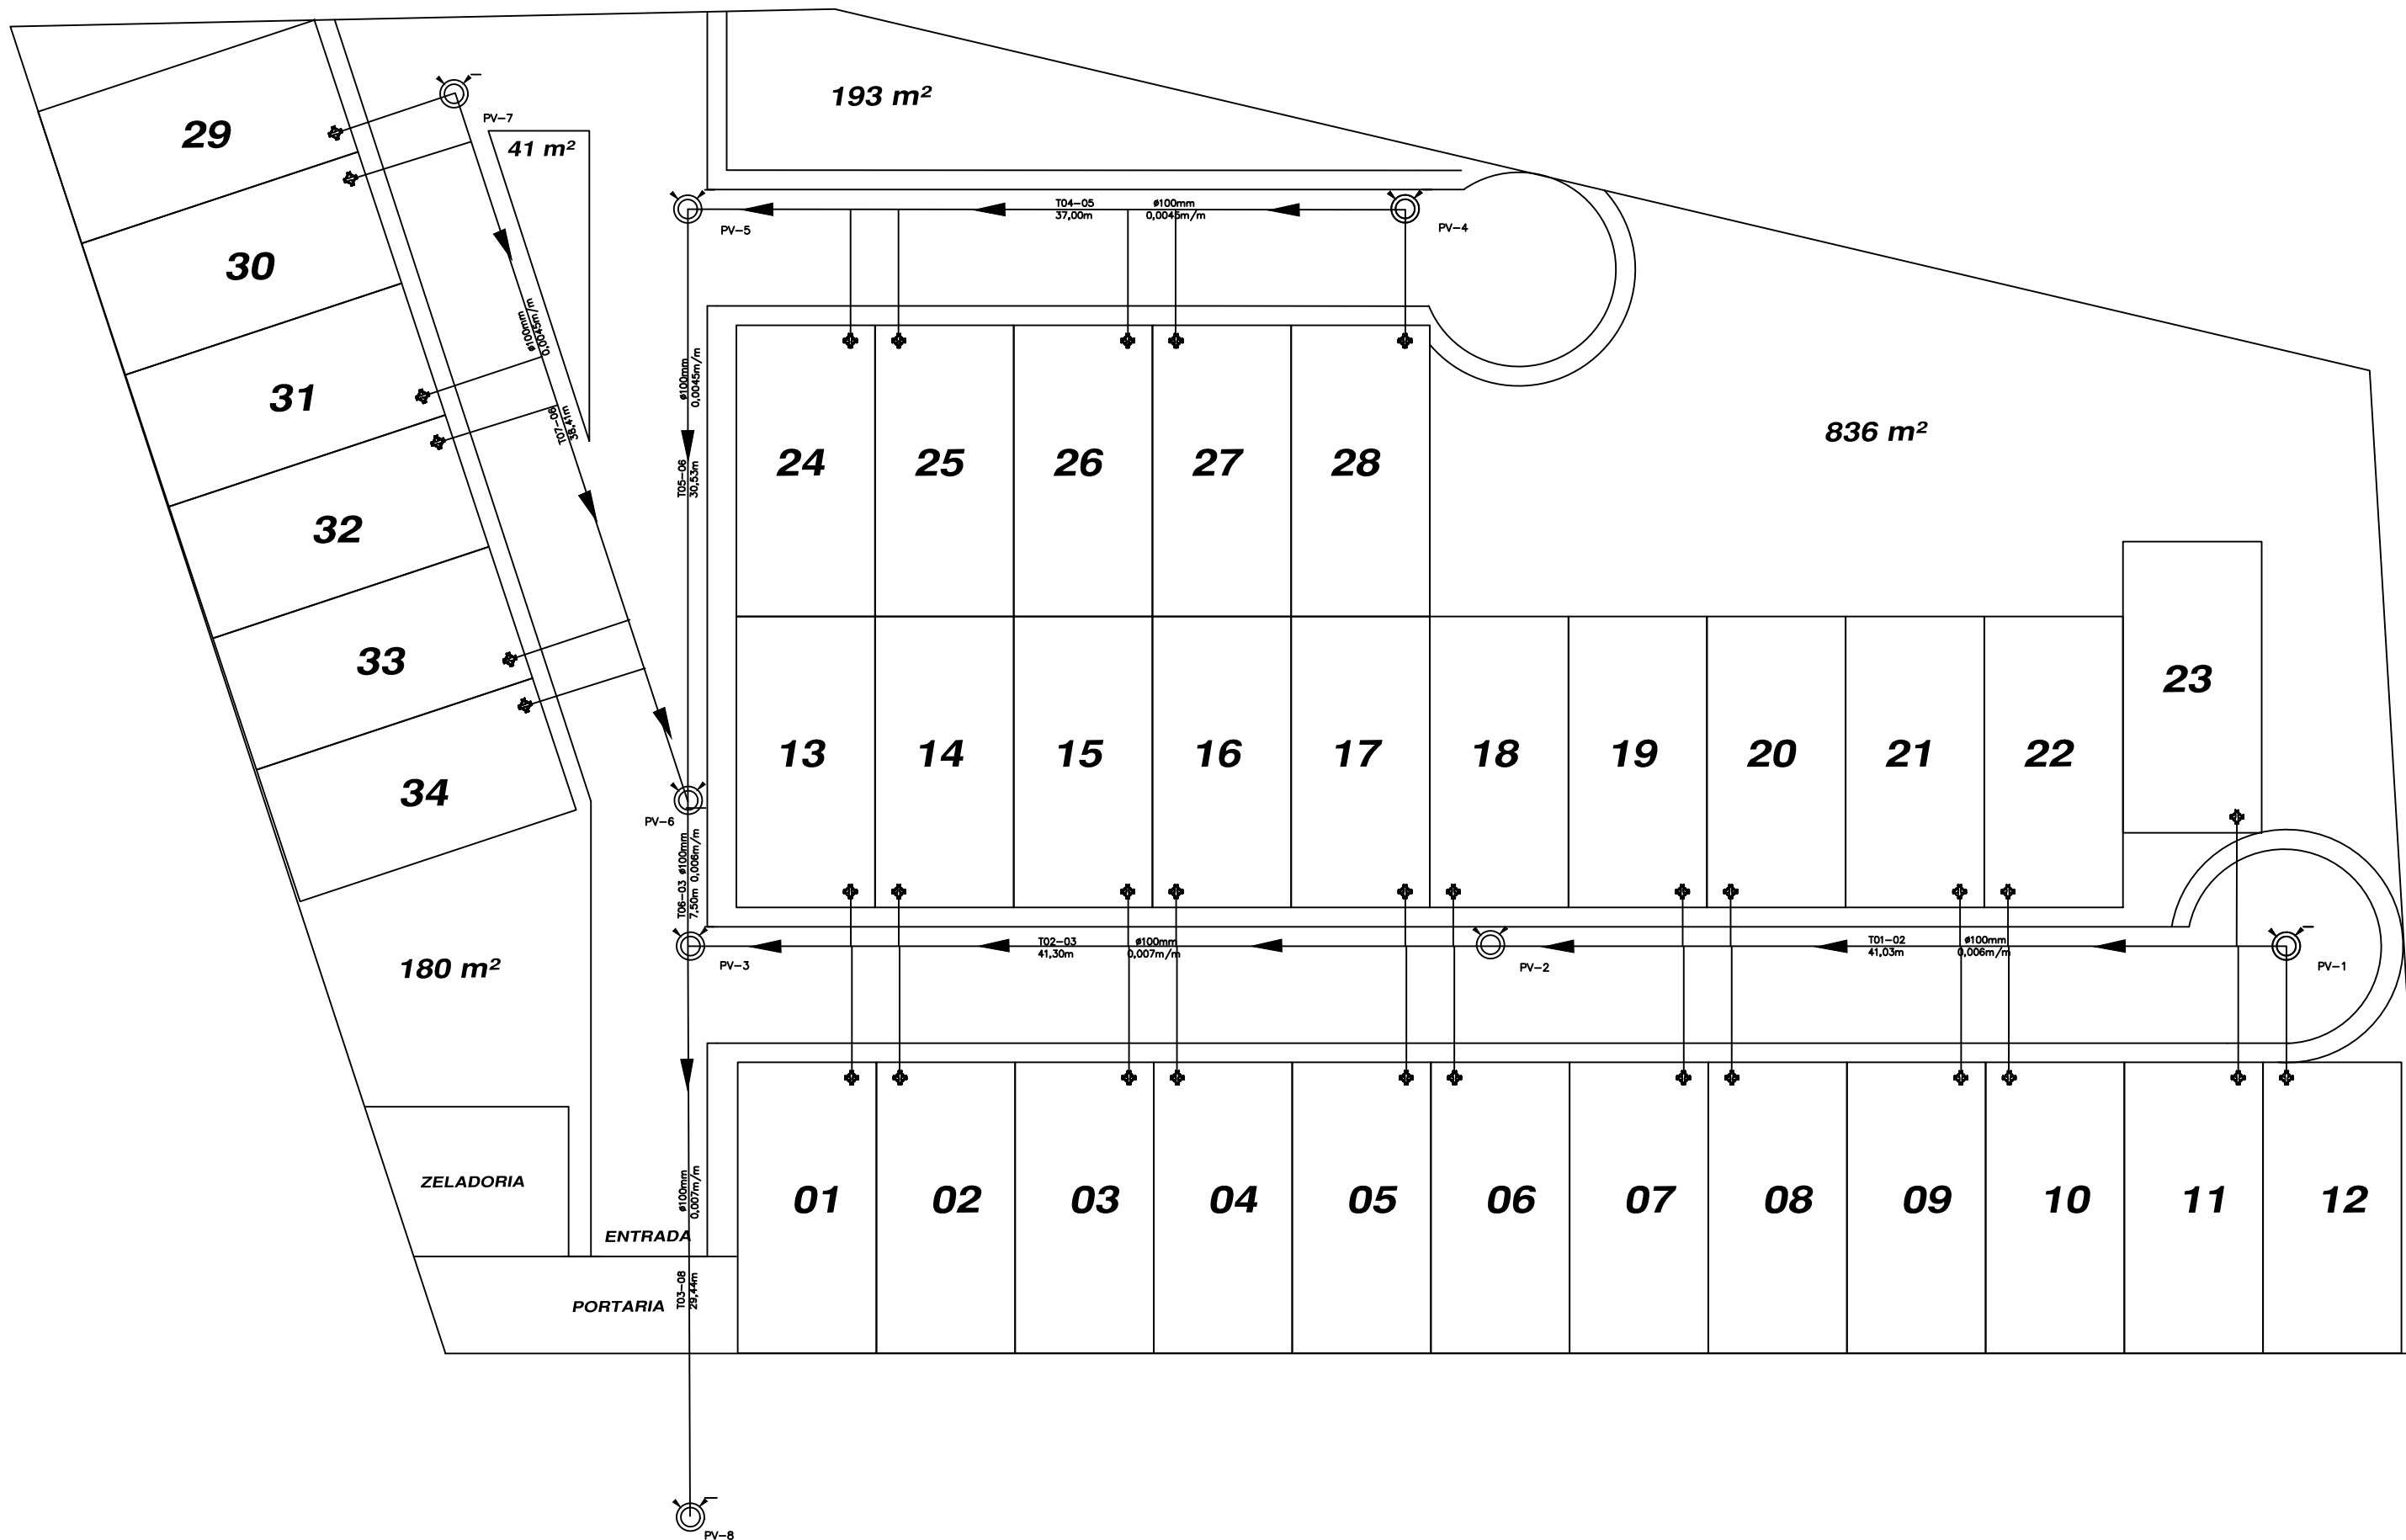 193 m²
29
PV-7
41 m²
T04-05
ø100mm
37,00m
0,0045m/m
PV-5
PV-4
30
ø100mm
0,0045m/m
ø100mm
0,0045m/m
31
T07-06
38,41m
836 m²
24
25
26
27
28
T05-06
30,53m
32
33
23
13
14
15
16
17
18
19
20
21
22
34
PV-6
T06-03 ø100mm
7,50m 0,006m/m
T02-03
ø100mm
41,30m
0,007m/m
T01-02
ø100mm
41,03m
0,006m/m
PV-3
PV-2
PV-1
180 m²
ZELADORIA
ø100mm
0,007m/m
01
02
03
04
05
06
07
08
09
10
11
12
ENTRADA
T03-08
29,44m
PORTARIA
PV-8